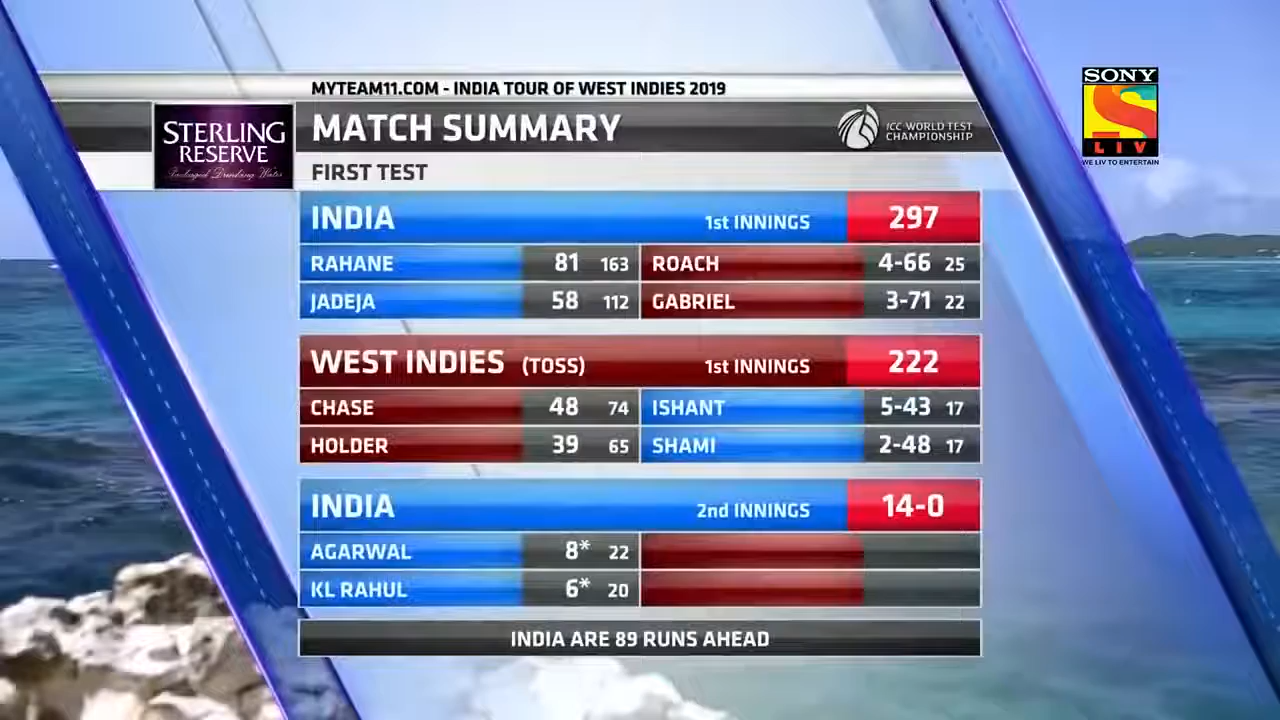 MYTEAM11.COM - INDIA TOUR OF WEST INDIES 2019
STERLING
RESERVE
Packaged Drinking Water
MATCH SUMMARY
ICC WORLD TEST
CHAMPIONSHIP
SONY
LIV
WE LIV TO ENTERTAIN
FIRST TEST
INDIA 1st INNINGS 297
RAHANE 81 163 ROACH 4-66 25
JADEJA 58 112 GABRIEL 3-71 22
WEST INDIES (TOSS) 1st INNINGS 222
CHASE 48 74 ISHANT 5-43 17
HOLDER 39 65 SHAMI 2-48 17
INDIA 2nd INNINGS 14-0
AGARWAL 8* 22
KL RAHUL 6* 20
INDIA ARE 89 RUNS AHEAD